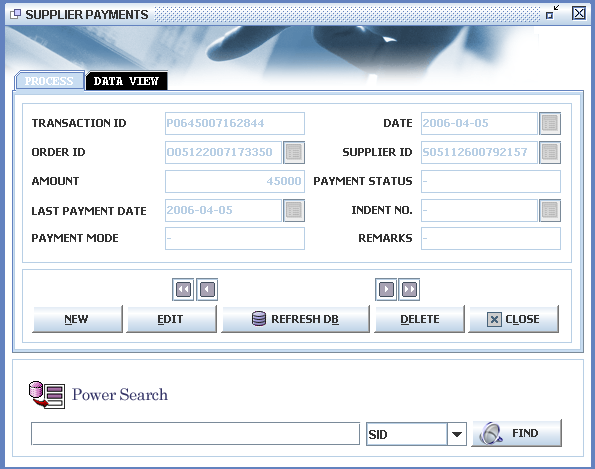 SUPPLIER PAYMENTS
PROCESS DATA VIEW
TRANSACTION ID P0645007162844 DATE 2006-04-05
ORDER ID O05122007173350 SUPPLIER ID S05112600792157
AMOUNT 45000 PAYMENT STATUS -
LAST PAYMENT DATE 2006-04-05 INDENT NO. -
PAYMENT MODE - REMARKS -
NEW EDIT REFRESH DB DELETE CLOSE
Power Search
SID FIND